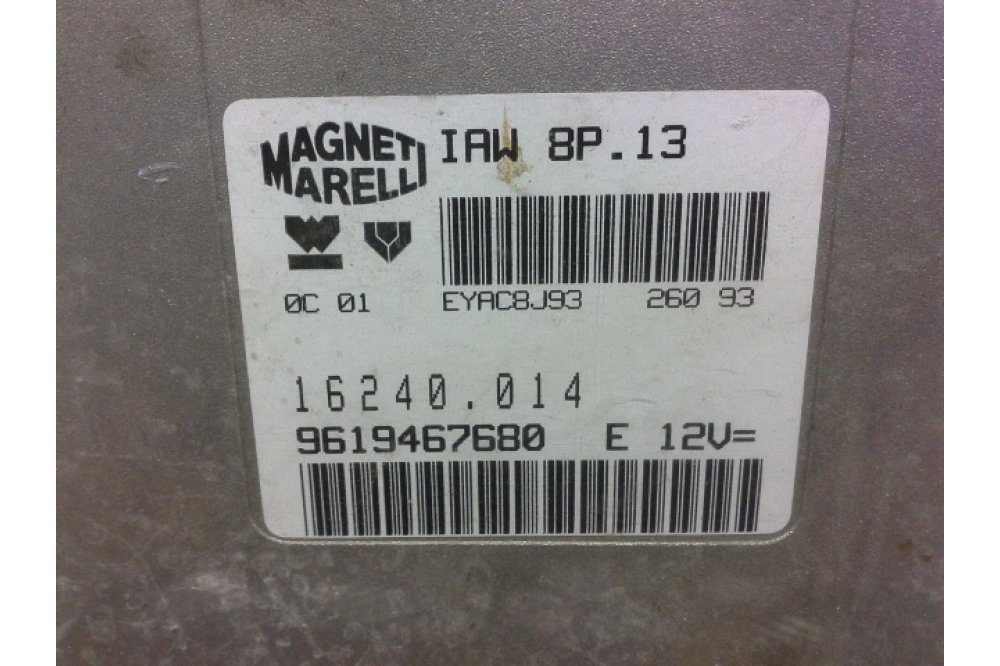 MAGNETI
MARELLI
IAW 8P.13
0C 01
EYAC8J93 260 93
16240.014
9619467680 E 12V=